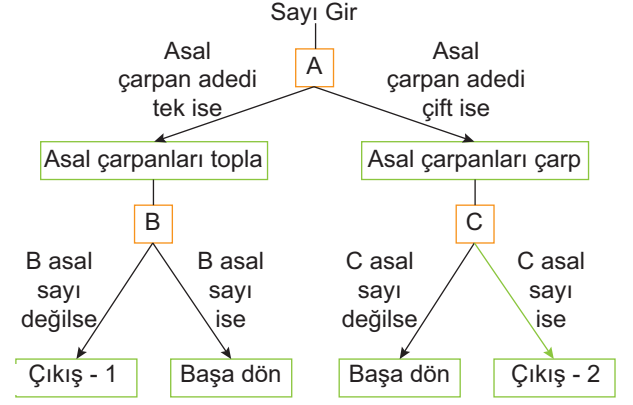 Sayı Gir
A
Asal
çarpan adedi
tek ise
Asal
çarpan adedi
çift ise
Asal çarpanları topla
Asal çarpanları çarp
B
C
B asal
sayı
değilse
B asal
sayı
ise
C asal
sayı
değilse
C asal
sayı
ise
Çıkış - 1
Başa dön
Başa dön
Çıkış - 2